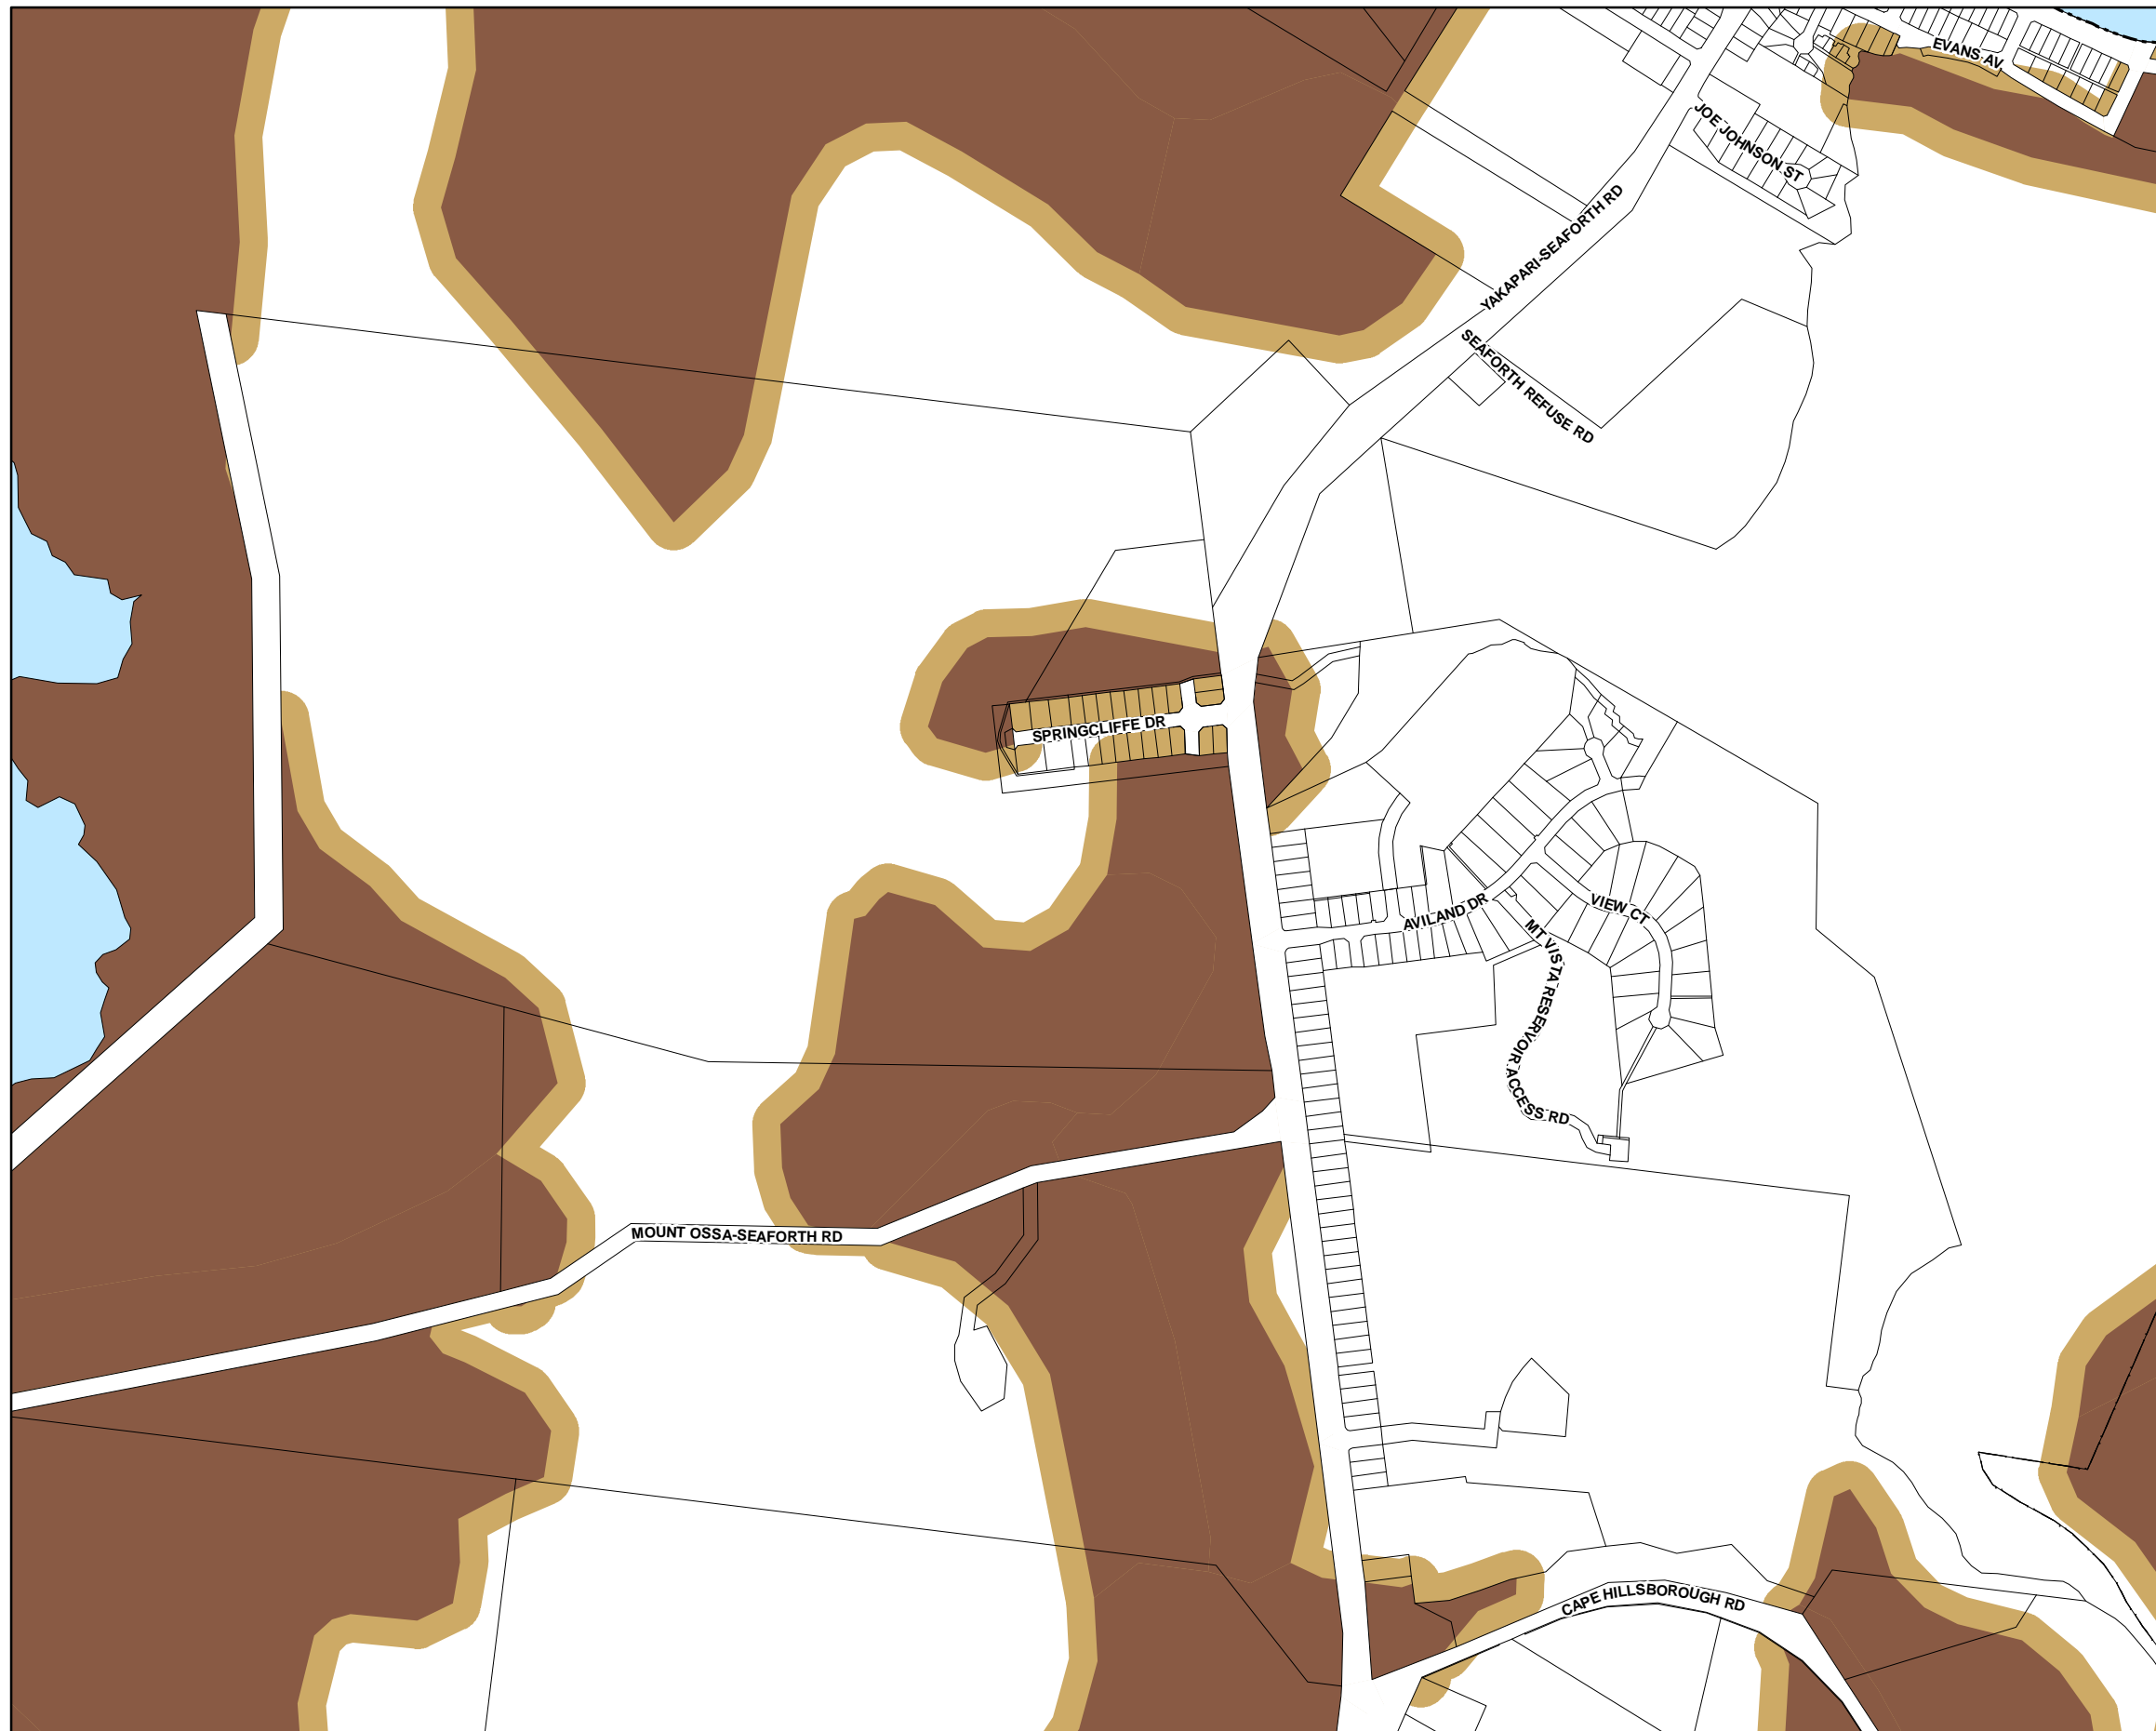 EVANS AV
JOE JOHNSON ST
YAKAPARI-SEAFORTH RD
SEAFORTH REFUSE RD
SPRINGCLIFFE DR
AVILAND DR
VIEW CT
MT VISTA RESERVOIR ACCESS RD
MOUNT OSSA-SEAFORTH RD
CAPE HILLSBOROUGH RD